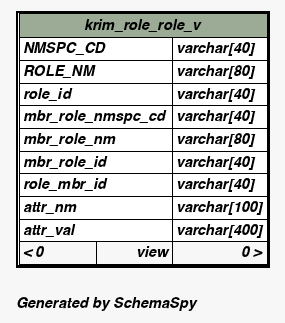 krim_role_role_v
NMSPC_CD varchar[40]
ROLE_NM varchar[80]
role_id varchar[40]
mbr_role_nmspc_cd varchar[40]
mbr_role_nm varchar[80]
mbr_role_id varchar[40]
role_mbr_id varchar[40]
attr_nm varchar[100]
attr_val varchar[400]
< 0 view 0 >
Generated by SchemaSpy